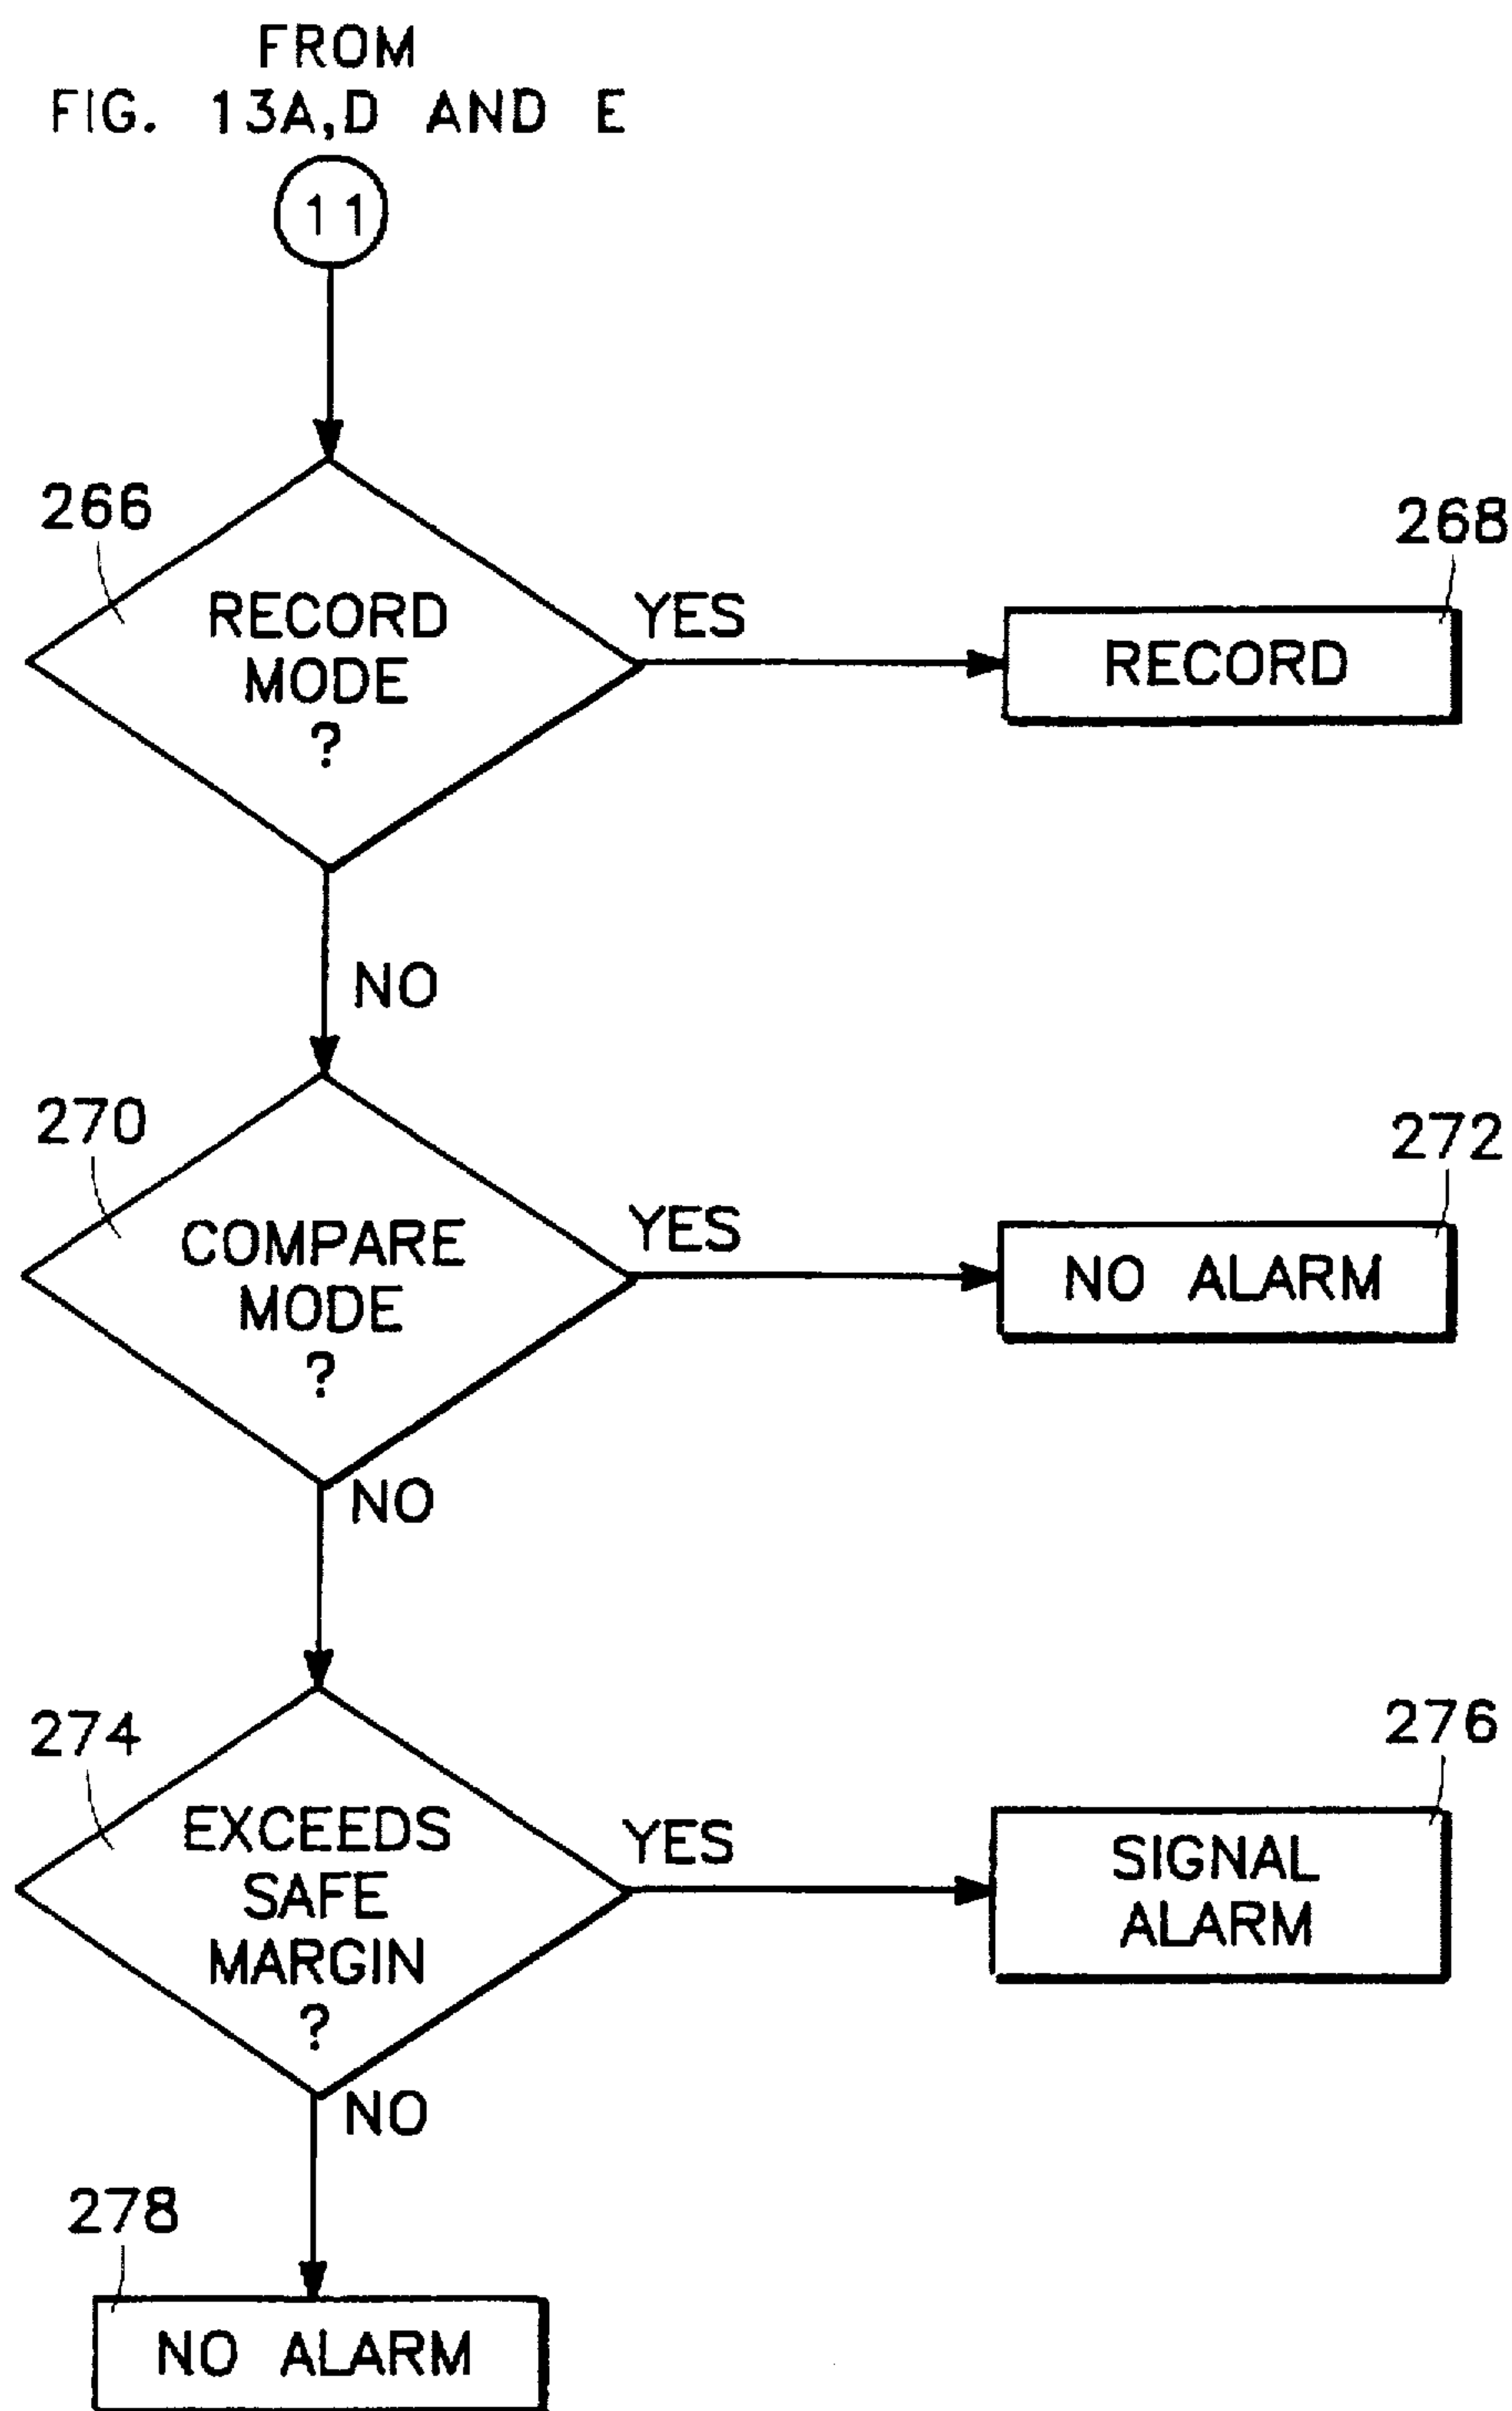 FROM
FIG. 13A,D AND E
11
266
RECORD
MODE
?
YES
268
RECORD
NO
270
COMPARE
MODE
?
YES
272
NO ALARM
NO
274
EXCEEDS
SAFE
MARGIN
?
YES
276
SIGNAL
ALARM
NO
278
NO ALARM